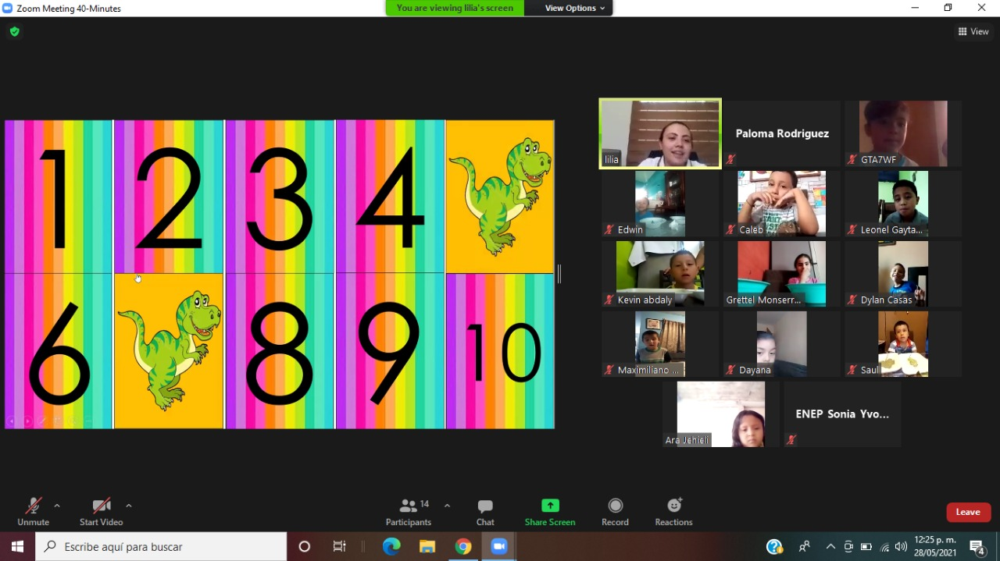 Zoom Meeting 40-Minutes
You are viewing lilia's screen
View Options
View
1 2 3 4
6 8 9 10
lilia
Paloma Rodriguez
GTA7WF
Edwin
Caleb
Leonel Gayta...
Kevin abdaly
Grettel Monserr...
Dylan Casas
Maximiliano ...
Dayana
Saul
Ara Jehieli
ENEP Sonia Yvo...
Unmute
Start Video
14
Participants
Chat
Share Screen
Record
Reactions
Leave
Escribe aquí para buscar
12:25 p. m.
28/05/2021
4